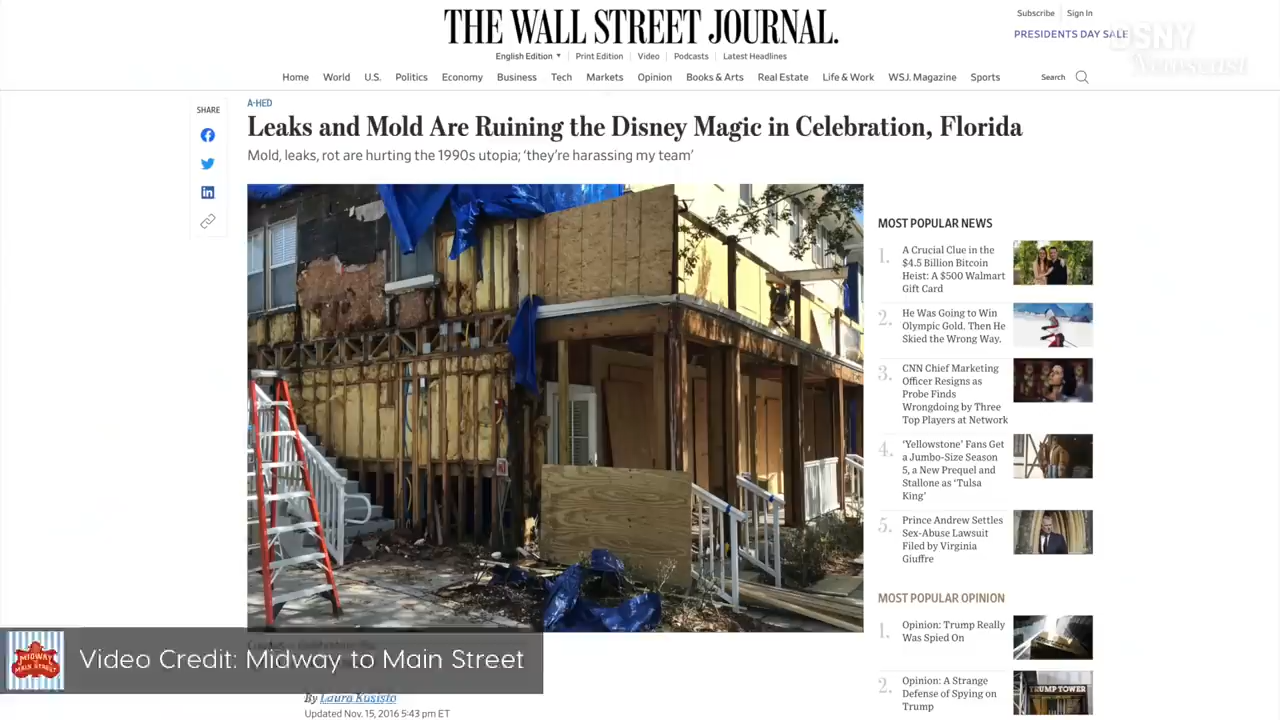 THE WALL STREET JOURNAL.
Subscribe
Sign In
PRESIDENTS DAY SALE
DSNY
Newscast
English Edition
Print Edition
Video
Podcasts
Latest Headlines
Home World U.S. Politics Economy Business Tech Markets Opinion Books & Arts Real Estate Life & Work WSJ. Magazine Sports
Search
SHARE
A-HED
Leaks and Mold Are Ruining the Disney Magic in Celebration, Florida
Mold, leaks, rot are hurting the 1990s utopia; ‘they’re harassing my team’
MOST POPULAR NEWS
1.
A Crucial Clue in the
$4.5 Billion Bitcoin
Heist: A $500 Walmart
Gift Card
2.
He Was Going to Win
Olympic Gold. Then He
Skied the Wrong Way.
3.
CNN Chief Marketing
Officer Resigns as
Probe Finds
Wrongdoing by Three
Top Players at Network
4.
‘Yellowstone’ Fans Get
a Jumbo-Size Season
5, a New Prequel and
Stallone as ‘Tulsa
King’
5.
Prince Andrew Settles
Sex-Abuse Lawsuit
Filed by Virginia
Giuffre
MOST POPULAR OPINION
1.
Opinion: Trump Really
Was Spied On
2.
Opinion: A Strange
Defense of Spying on
Trump
TRUMP TOWER
MIDWAY
to
MAIN STREET
Video Credit: Midway to Main Street
By Laura Kusisto
Updated Nov. 15, 2016 5:43 pm ET